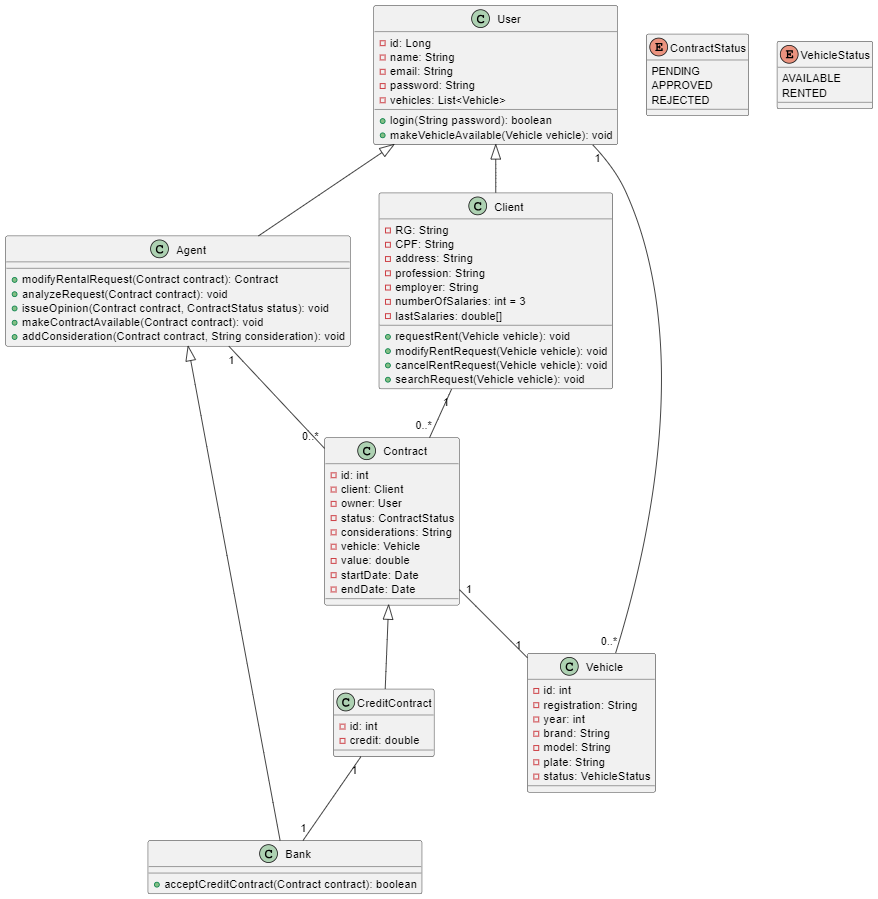 C User
id: Long
name: String
email: String
password: String
vehicles: List<Vehicle>
login(String password): boolean
makeVehicleAvailable(Vehicle vehicle): void
E ContractStatus
PENDING
APPROVED
REJECTED
E VehicleStatus
AVAILABLE
RENTED
1
C Agent
modifyRentalRequest(Contract contract): Contract
analyzeRequest(Contract contract): void
issueOpinion(Contract contract, ContractStatus status): void
makeContractAvailable(Contract contract): void
addConsideration(Contract contract, String consideration): void
C Client
RG: String
CPF: String
address: String
profession: String
employer: String
numberOfSalaries: int = 3
lastSalaries: double[]
requestRent(Vehicle vehicle): void
modifyRentRequest(Vehicle vehicle): void
cancelRentRequest(Vehicle vehicle): void
searchRequest(Vehicle vehicle): void
1
1
0..*
0..*
C Contract
id: int
client: Client
owner: User
status: ContractStatus
considerations: String
vehicle: Vehicle
value: double
startDate: Date
endDate: Date
1
1
0..*
C Vehicle
id: int
registration: String
year: int
brand: String
model: String
plate: String
status: VehicleStatus
C CreditContract
id: int
credit: double
1
1
C Bank
acceptCreditContract(Contract contract): boolean